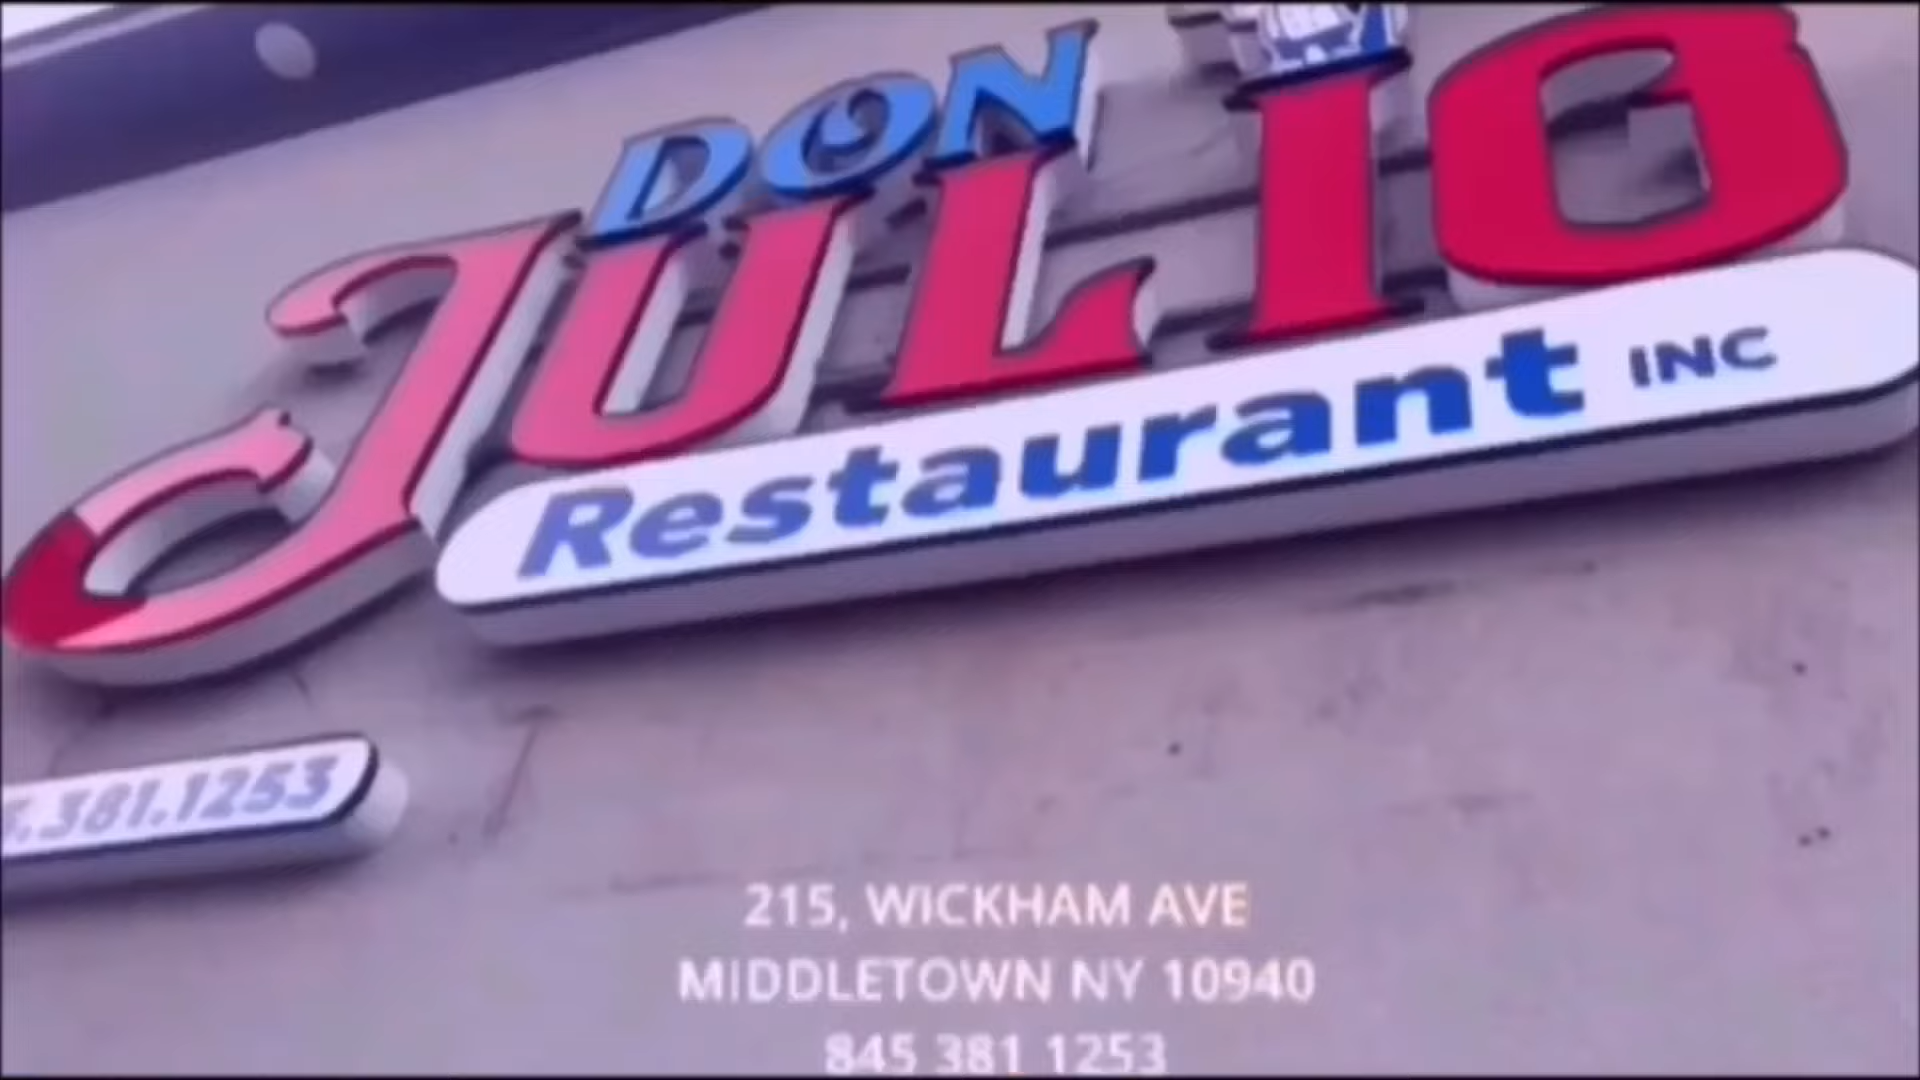 DON
JULIO
Restaurant INC
.381.1253
215, WICKHAM AVE
MIDDLETOWN NY 10940
845 381 1253